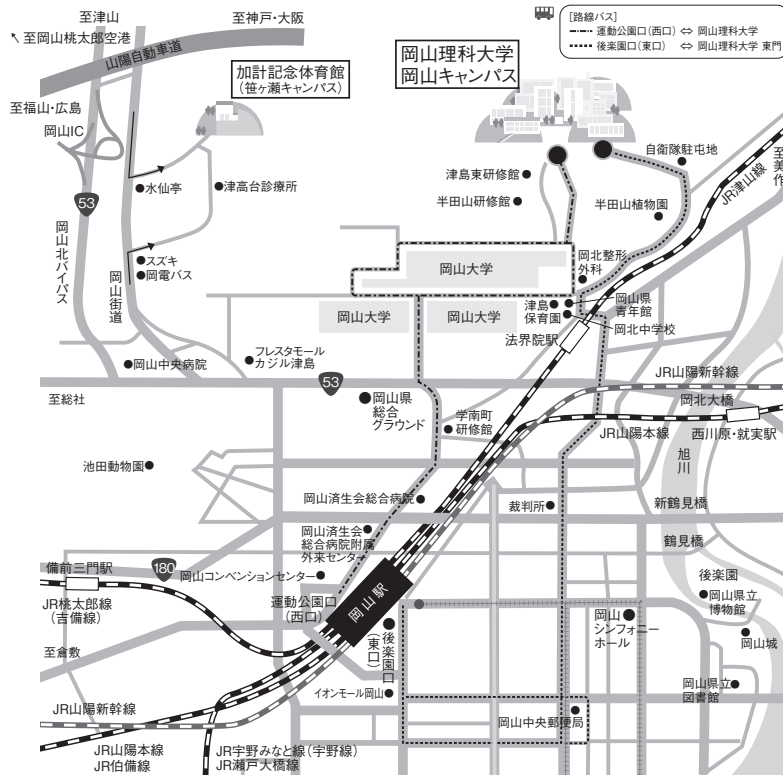 至津山
至神戸・大阪
至岡山桃太郎空港
山陽自動車道
加計記念体育館
(笹ヶ瀬キャンパス)
岡山理科大学
岡山キャンパス
[路線バス]
運動公園口(西口) ⇔ 岡山理科大学
後楽園口(東口) ⇔ 岡山理科大学 東門
至福山・広島
岡山IC
53
水仙亭
津高台診療所
スズキ
岡電バス
岡山北バイパス
岡山街道
津島東研修館
半田山研修館
自衛隊駐屯地
半田山植物園
JR津山線
至美作
岡山大学
岡北整形
外科
岡山大学
岡山大学
津島
保育園
岡山県
青年館
岡北中学校
法界院駅
岡山中央病院
フレスタモール
カジル津島
53
至総社
岡山県
総合
グラウンド
学南町
研修館
JR山陽新幹線
岡北大橋
JR山陽本線
西川原・就実駅
旭川
池田動物園
岡山済生会総合病院
裁判所
新鶴見橋
岡山済生会
総合病院附属
外来センター
鶴見橋
備前三門駅
180
岡山コンベンションセンター
運動公園口
(西口)
岡山駅
後楽園
岡山県立
博物館
JR桃太郎線
(吉備線)
後楽園口
(東口)
岡山
シンフォニー
ホール
岡山城
至倉敷
イオンモール岡山
岡山県立
図書館
JR山陽新幹線
岡山中央郵便局
JR山陽本線
JR伯備線
JR宇野みなと線(宇野線)
JR瀬戸大橋線